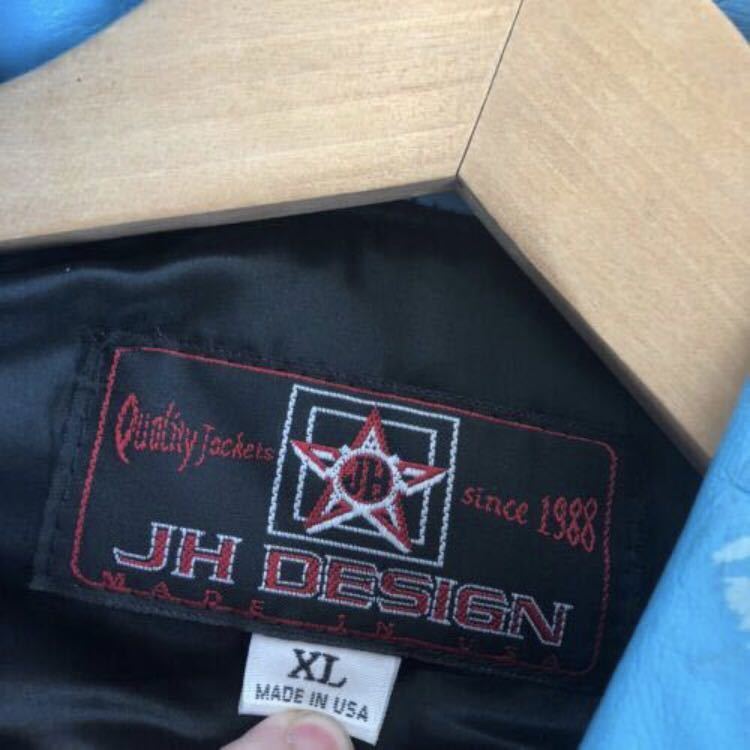 Quality Jackets
JH
since 1988
JH DESIGN
MADE IN USA
XL
MADE IN USA